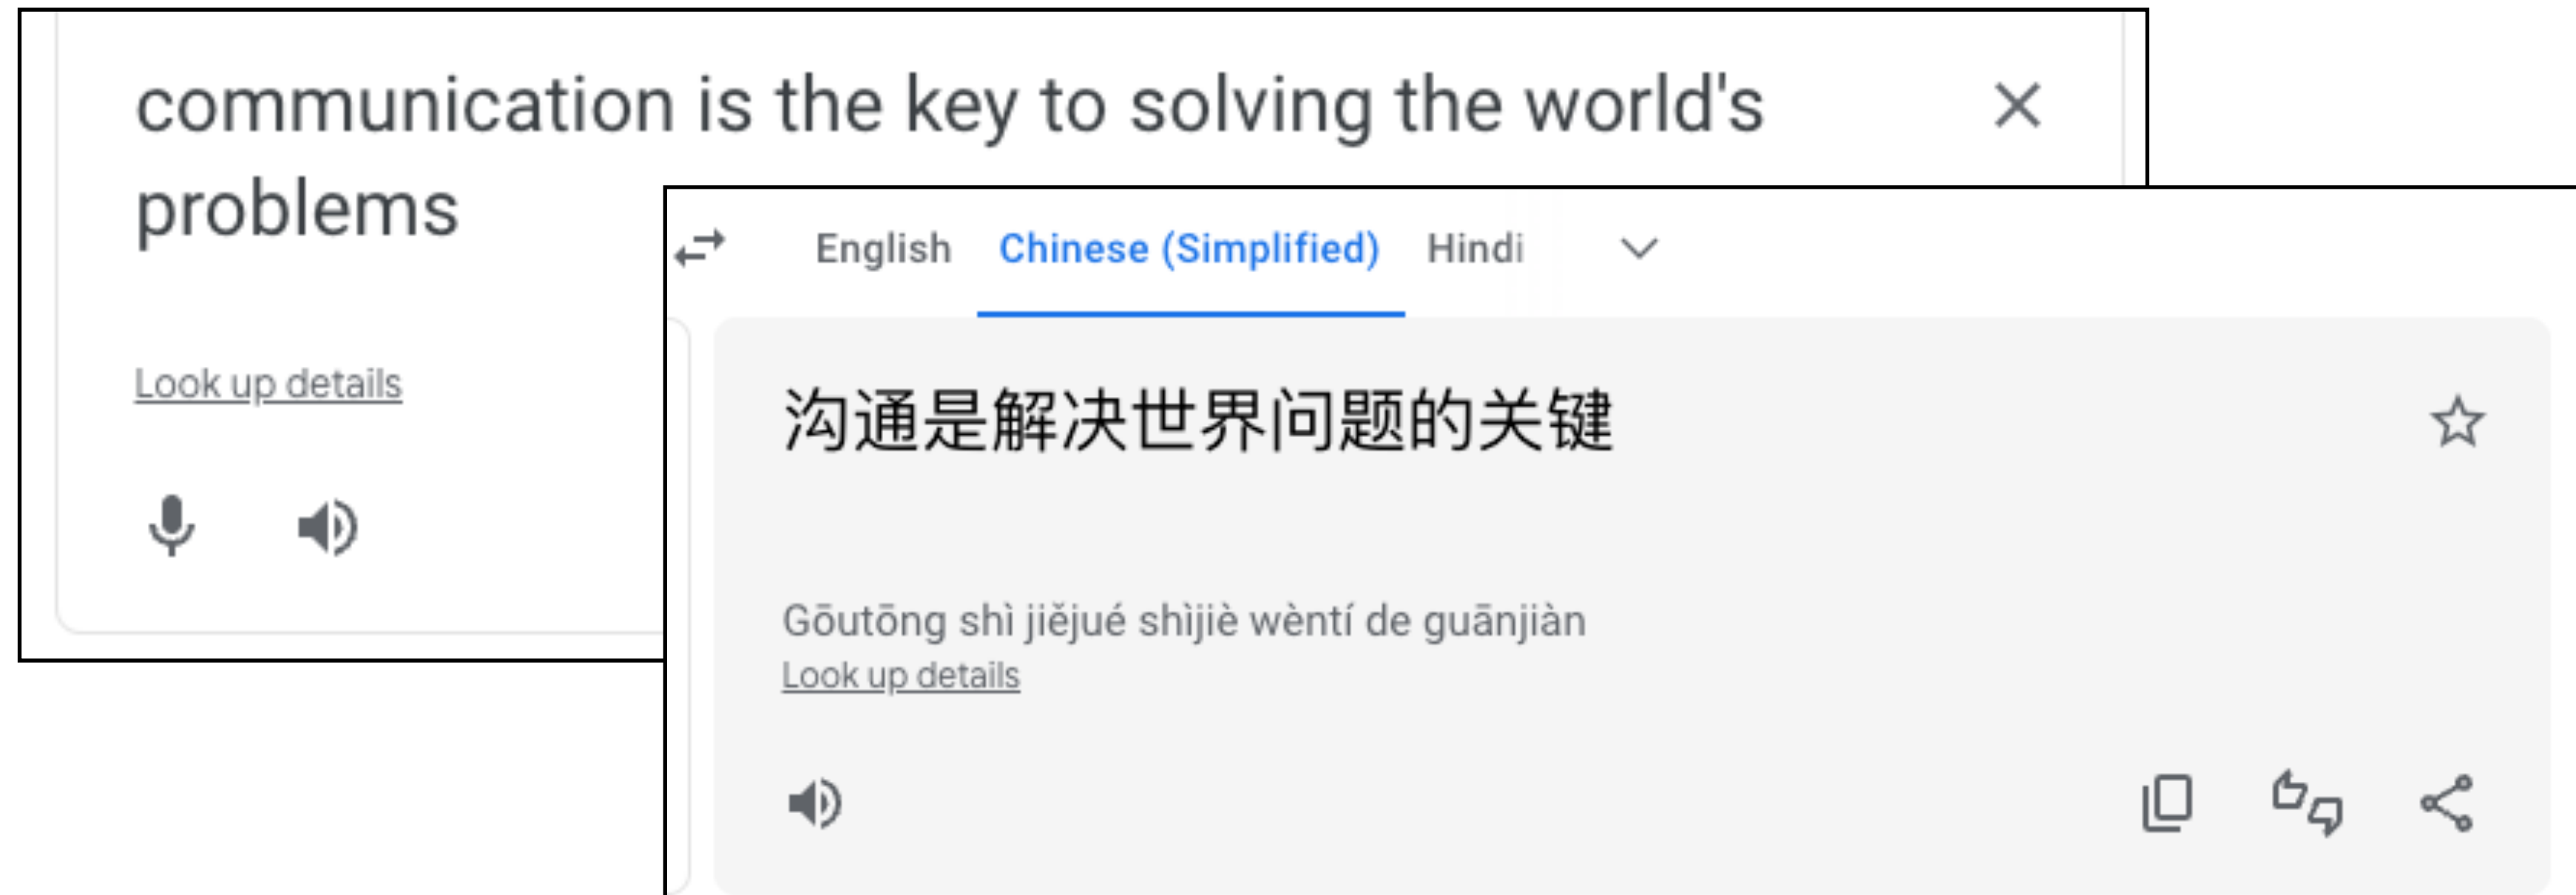 communication is the key to solving the world's
problems
Look up details
English Chinese (Simplified) Hindi
沟通是解决世界问题的关键
Gōutōng shì jiějué shìjiè wèntí de guānjiàn
Look up details